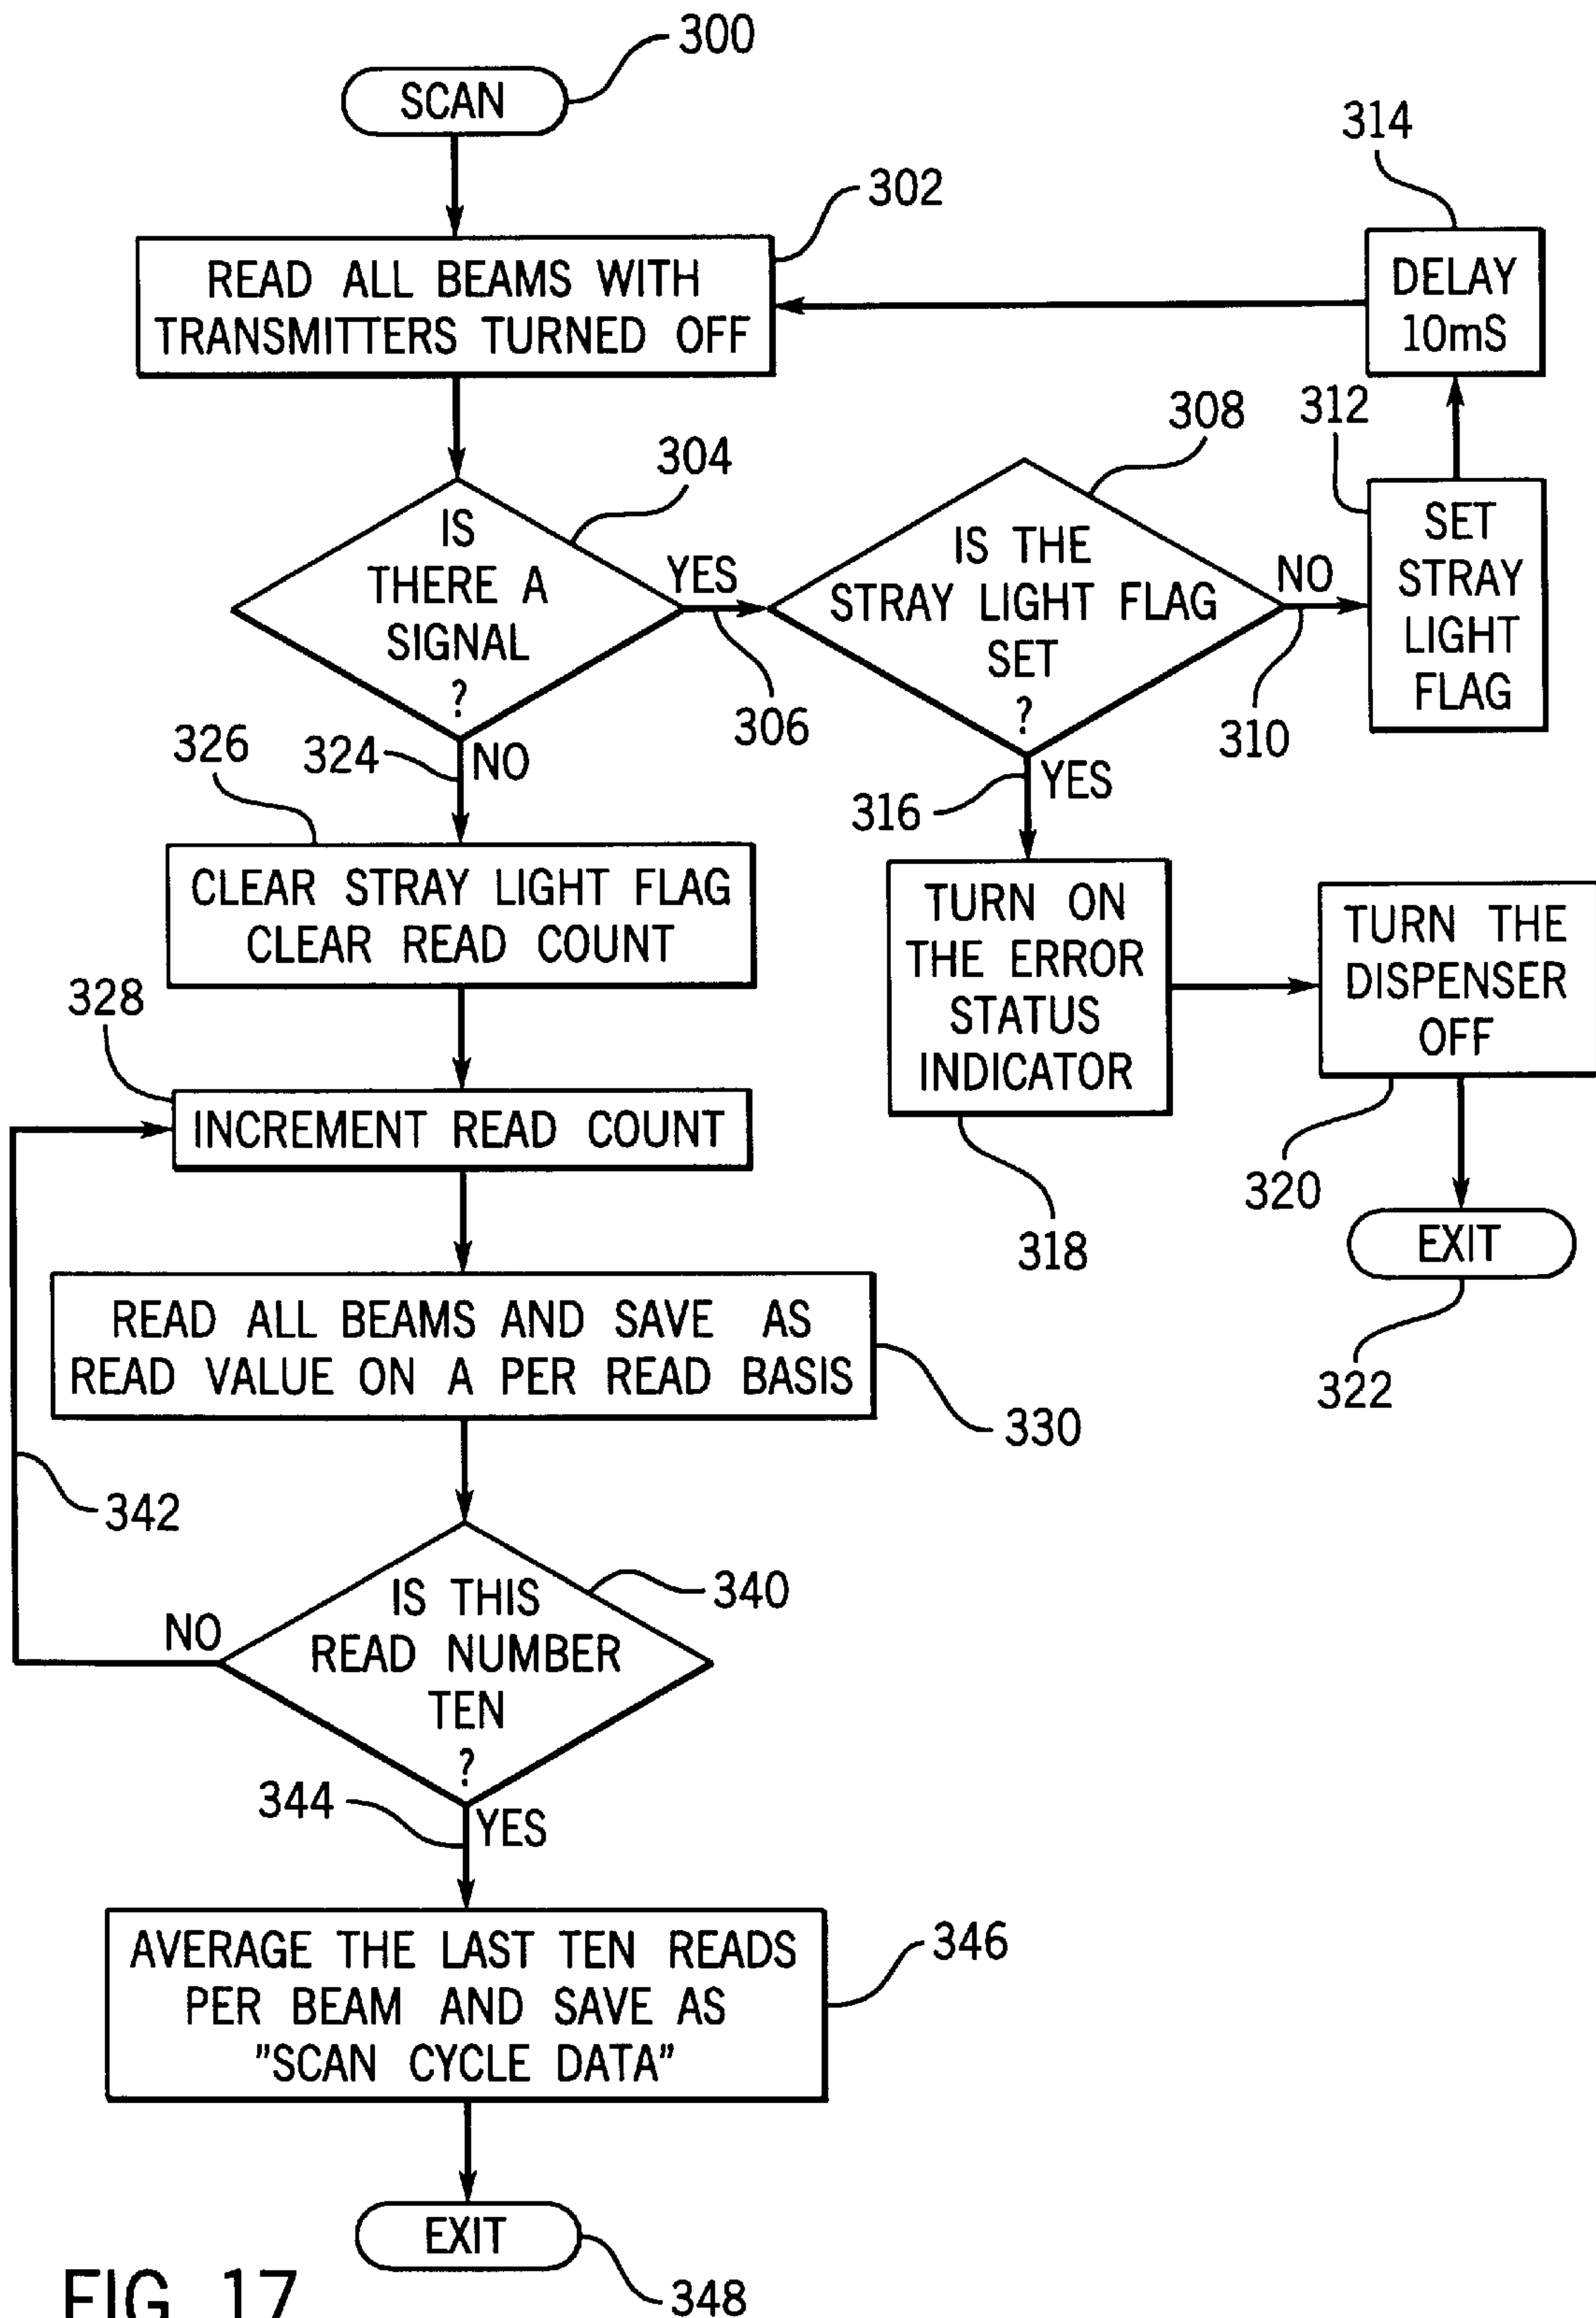 300
SCAN
314
302
READ ALL BEAMS WITH
TRANSMITTERS TURNED OFF
DELAY
10mS
304
308
312
IS
THERE A
SIGNAL
?
YES
306
IS THE
STRAY LIGHT FLAG
SET
?
NO
310
SET
STRAY
LIGHT
FLAG
326
324
NO
316
YES
CLEAR STRAY LIGHT FLAG
CLEAR READ COUNT
TURN ON
THE ERROR
STATUS
INDICATOR
TURN THE
DISPENSER
OFF
328
INCREMENT READ COUNT
318
320
EXIT
322
READ ALL BEAMS AND SAVE AS
READ VALUE ON A PER READ BASIS
330
342
340
IS THIS
READ NUMBER
TEN
?
NO
344
YES
AVERAGE THE LAST TEN READS
PER BEAM AND SAVE AS
"SCAN CYCLE DATA"
346
EXIT
348
FIG. 17